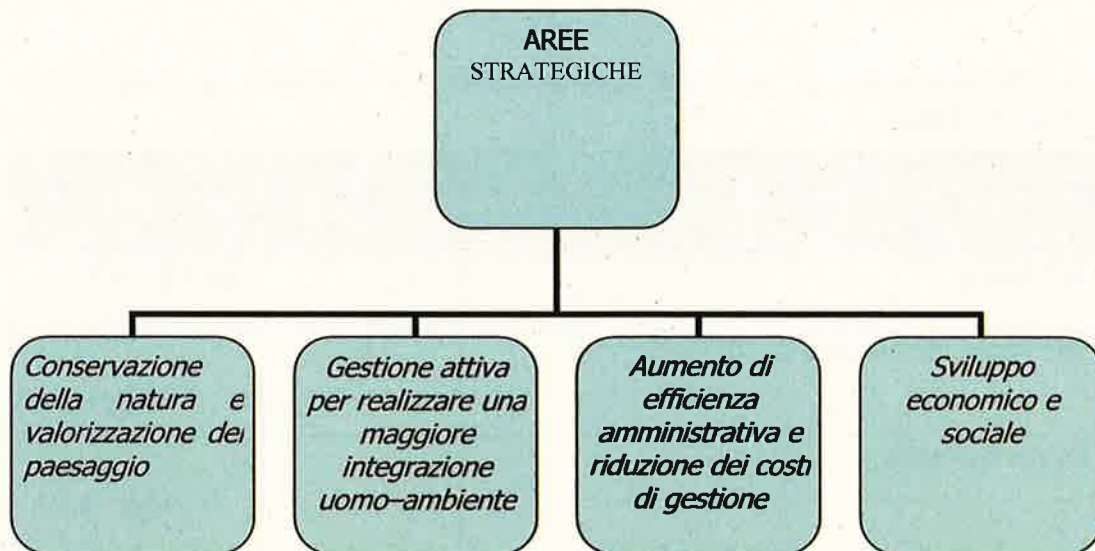 AREE
STRATEGICHE
Conservazione
della natura e
valorizzazione del
paesaggio
Gestione attiva
per realizzare una
maggiore
integrazione
uomo–ambiente
Aumento di
efficienza
amministrativa e
riduzione dei costi
di gestione
Sviluppo
economico e
sociale